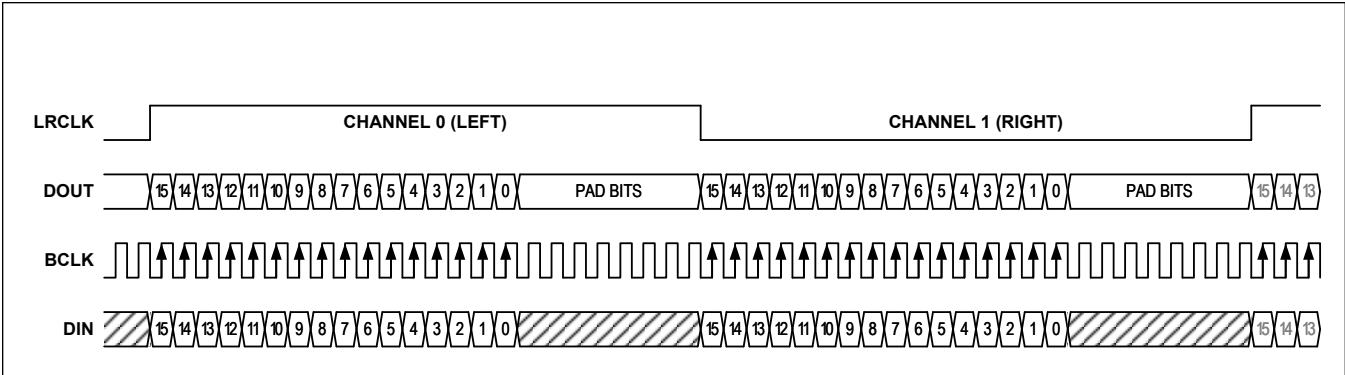 LRCLK CHANNEL 0 (LEFT) CHANNEL 1 (RIGHT)
DOUT 15 14 13 12 11 10 9 8 7 6 5 4 3 2 1 0 PAD BITS 15 14 13 12 11 10 9 8 7 6 5 4 3 2 1 0 PAD BITS 15 14 13
BCLK
DIN 15 14 13 12 11 10 9 8 7 6 5 4 3 2 1 0 15 14 13 12 11 10 9 8 7 6 5 4 3 2 1 0 15 14 13